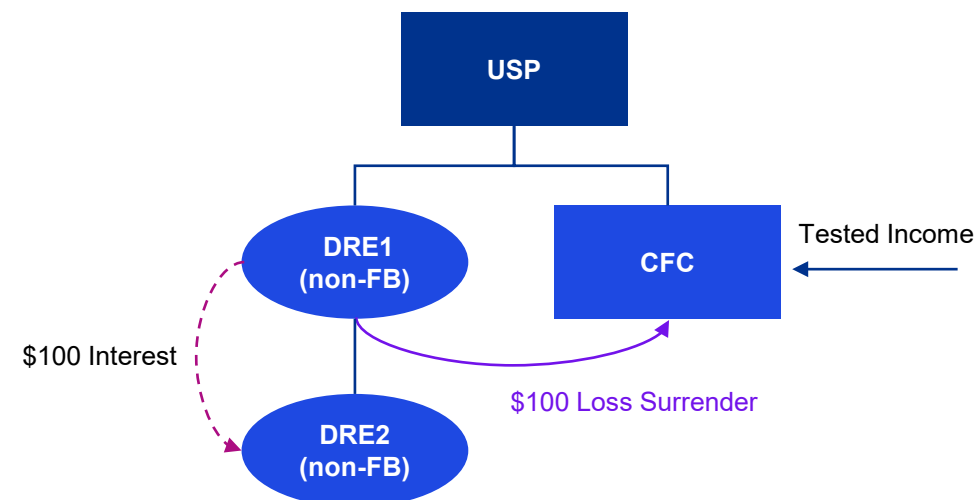 USP
DRE1
(non-FB)
CFC
Tested Income
$100 Interest
$100 Loss Surrender
DRE2
(non-FB)